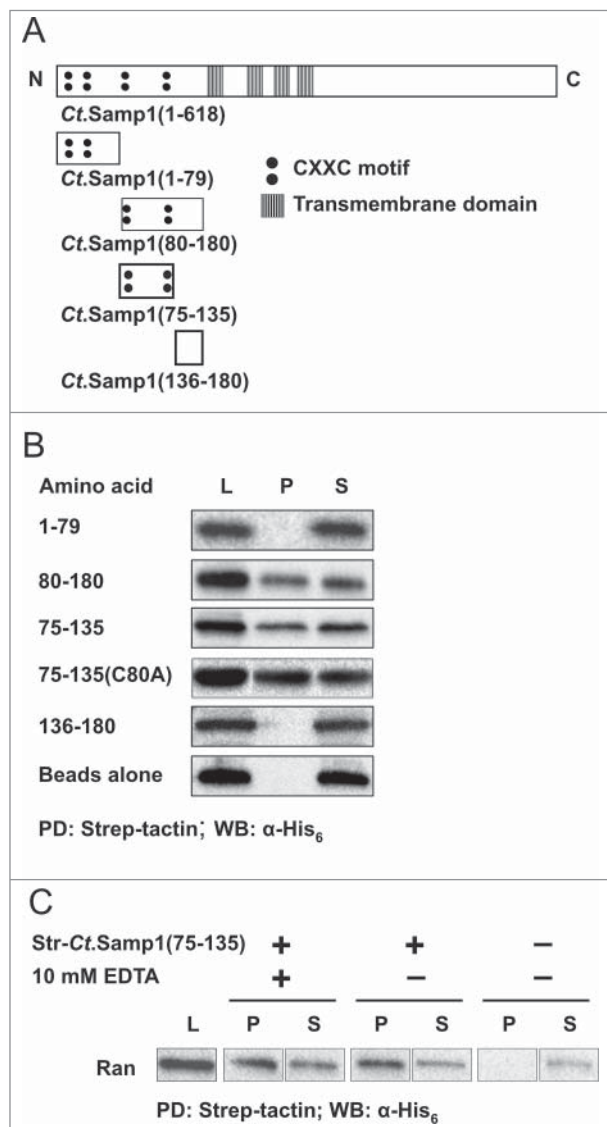 A
N
C
Ct.Samp1(1-618)
Ct.Samp1(1-79)
CXXC motif
Transmembrane domain
Ct.Samp1(80-180)
Ct.Samp1(75-135)
Ct.Samp1(136-180)
B
Amino acid L P S
1-79
80-180
75-135
75-135(C80A)
136-180
Beads alone
PD: Strep-tactin; WB: α-His6
C
Str-Ct.Samp1(75-135) + + −
10 mM EDTA + − −
L P S P S P S
Ran
PD: Strep-tactin; WB: α-His6